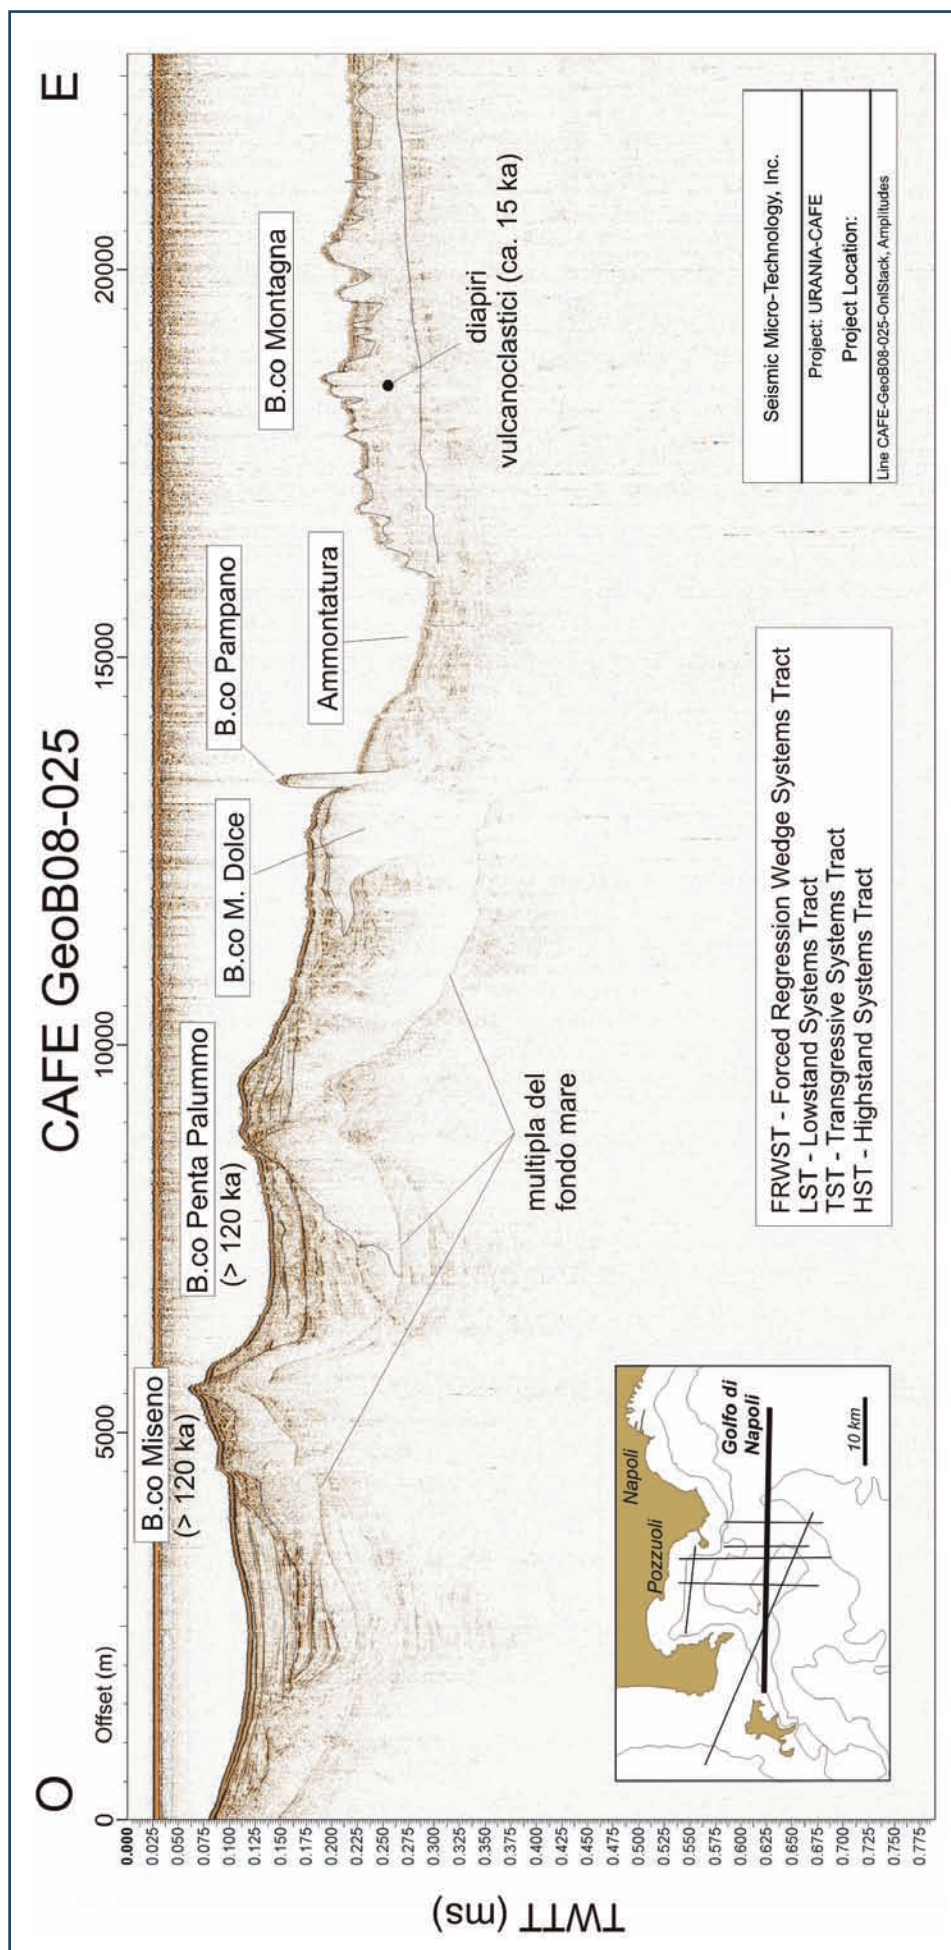 CAFE GeoB08-025
O
E
Offset (m)
0
5000
10000
15000
20000
TWTT (ms)
0.000
0.025
0.050
0.075
0.100
0.125
0.150
0.175
0.200
0.225
0.250
0.275
0.300
0.325
0.350
0.375
0.400
0.425
0.450
0.475
0.500
0.525
0.550
0.575
0.600
0.625
0.650
0.675
0.700
0.725
0.750
0.775
B.co Miseno
(> 120 ka)
B.co Penta Palummo
(> 120 ka)
B.co M. Dolce
B.co Pampano
Ammontatura
B.co Montagna
multipla del
fondo mare
diapiri
vulcanoclastici (ca. 15 ka)
Pozzuoli
Napoli
Golfo di
Napoli
10 km
FRWST - Forced Regression Wedge Systems Tract
LST - Lowstand Systems Tract
TST - Transgressive Systems Tract
HST - Highstand Systems Tract
Seismic Micro-Technology, Inc.
Project: URANIA-CAFE
Project Location:
Line CAFE-GeoB08-025-OnlStack, Amplitudes